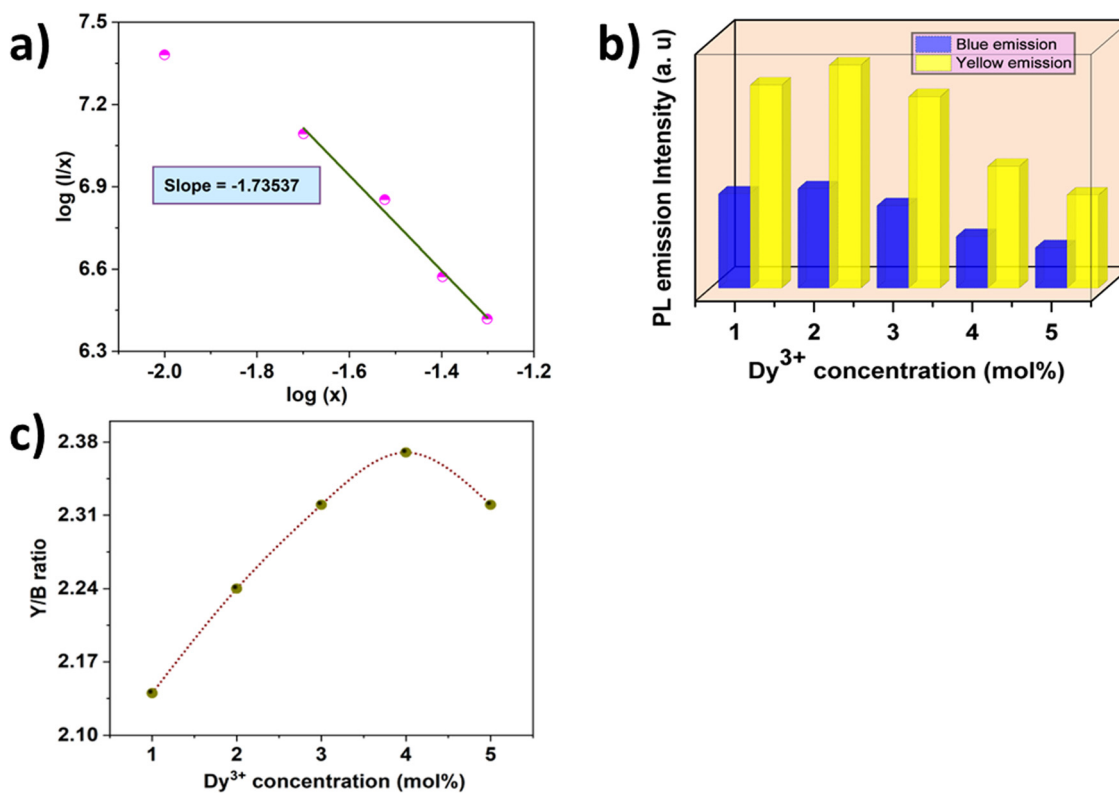 a)
7.5
7.2
6.9
6.6
6.3
log (I/x)
Slope = -1.73537
-2.0 -1.8 -1.6 -1.4 -1.2
log (x)
b)
PL emission Intensity (a. u)
Blue emission
Yellow emission
1 2 3 4 5
Dy³⁺ concentration (mol%)
c)
2.38
2.31
2.24
2.17
2.10
Y/B ratio
1 2 3 4 5
Dy³⁺ concentration (mol%)